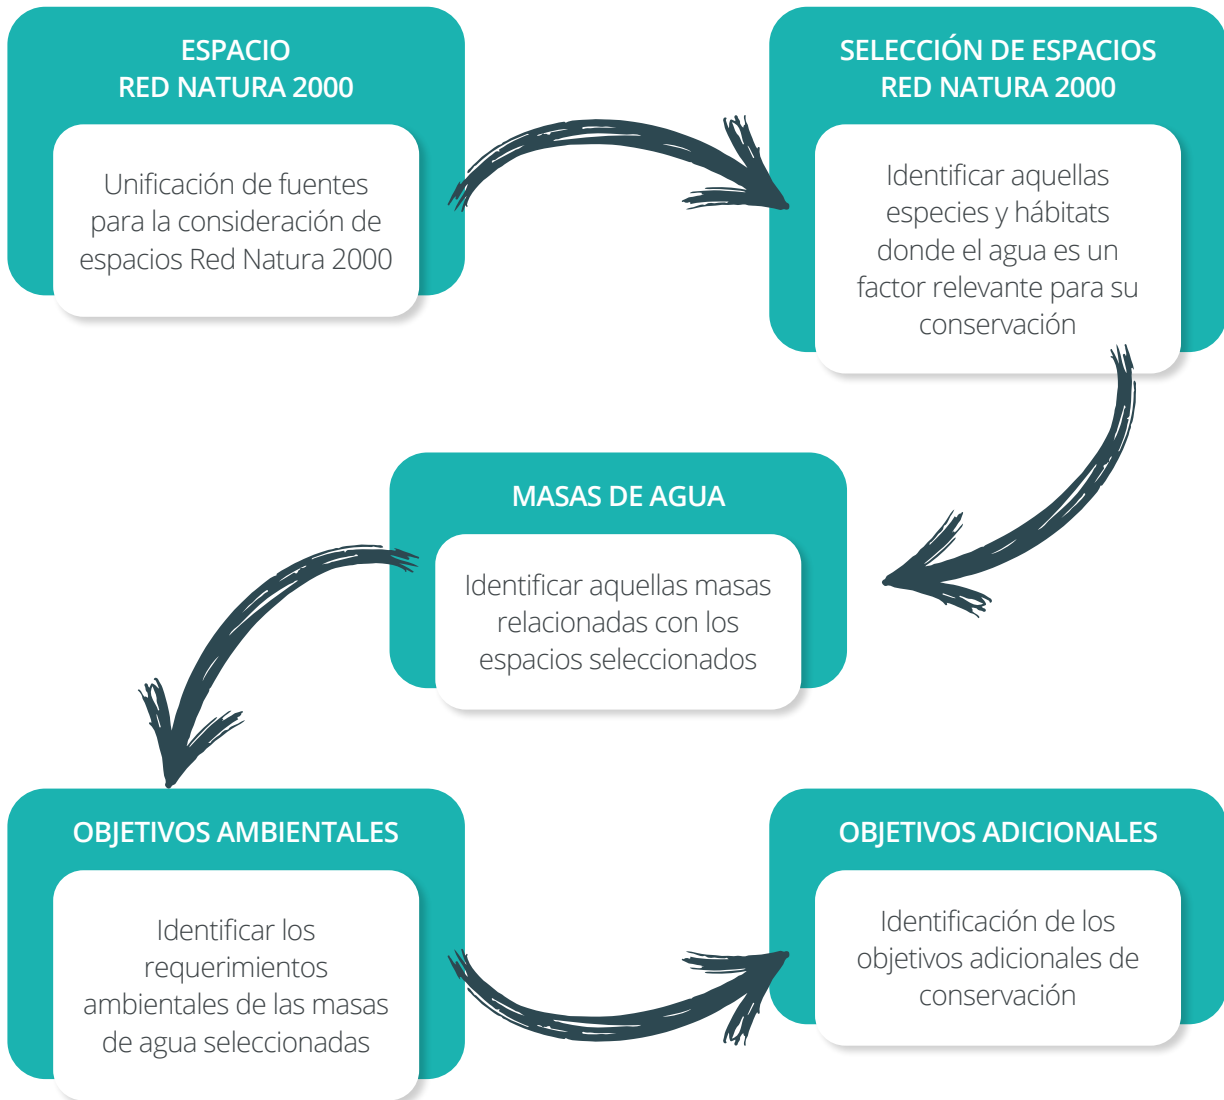 ESPACIO
RED NATURA 2000
Unificación de fuentes
para la consideración de
espacios Red Natura 2000
SELECCIÓN DE ESPACIOS
RED NATURA 2000
Identificar aquellas
especies y hábitats
donde el agua es un
factor relevante para su
conservación
MASAS DE AGUA
Identificar aquellas masas
relacionadas con los
espacios seleccionados
OBJETIVOS AMBIENTALES
Identificar los
requerimientos
ambientales de las masas
de agua seleccionadas
OBJETIVOS ADICIONALES
Identificación de los
objetivos adicionales de
conservación